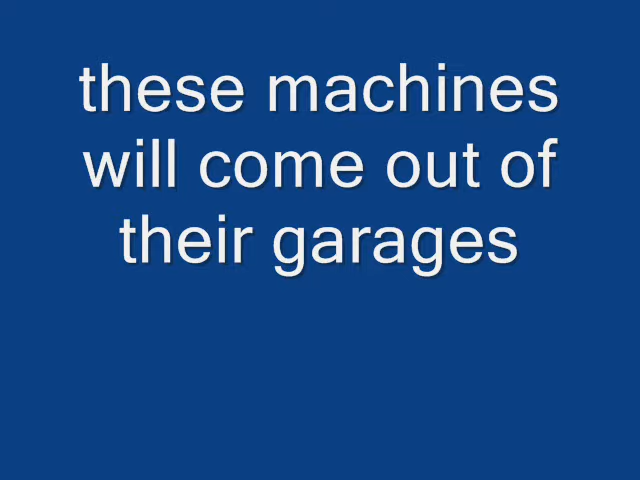 these machines
will come out of
their garages